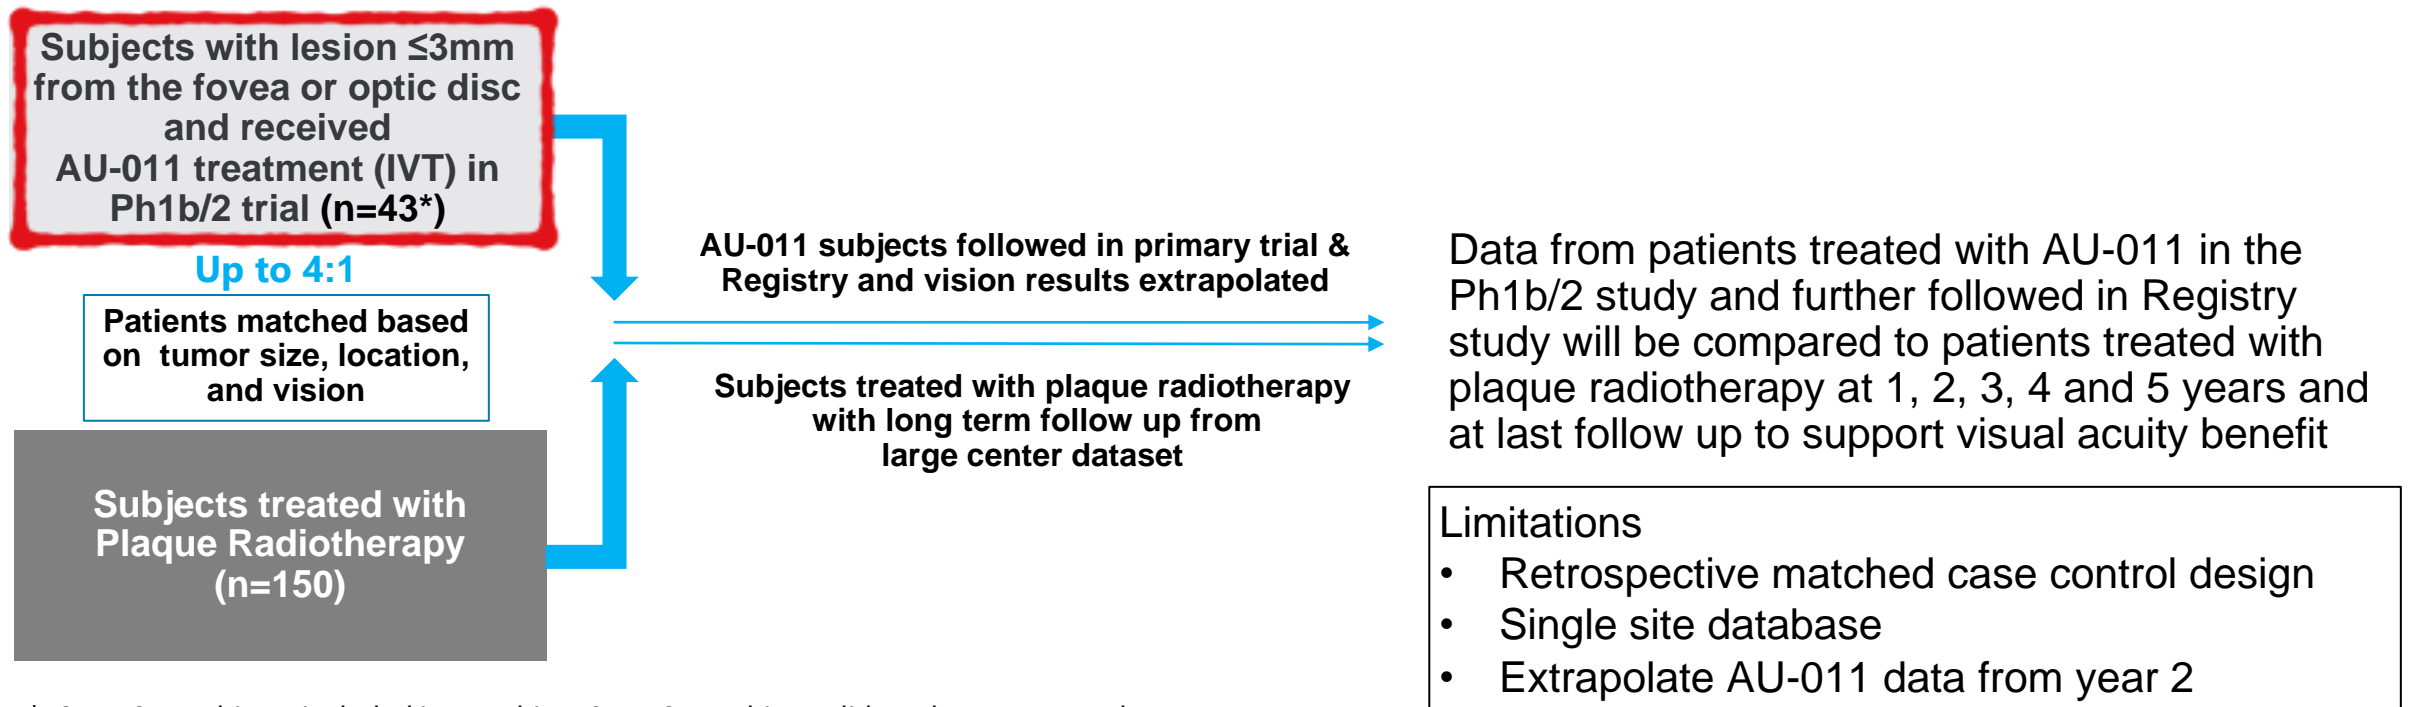 Subjects with lesion ≤3mm
from the fovea or optic disc
and received
AU-011 treatment (IVT) in
Ph1b/2 trial (n=43*)
Up to 4:1
Patients matched based
on tumor size, location,
and vision
Subjects treated with
Plaque Radiotherapy
(n=150)
AU-011 subjects followed in primary trial &
Registry and vision results extrapolated
Subjects treated with plaque radiotherapy
with long term follow up from
large center dataset
Data from patients treated with AU-011 in the
Ph1b/2 study and further followed in Registry
study will be compared to patients treated with
plaque radiotherapy at 1, 2, 3, 4 and 5 years and
at last follow up to support visual acuity benefit
Limitations
• Retrospective matched case control design
• Single site database
• Extrapolate AU-011 data from year 2